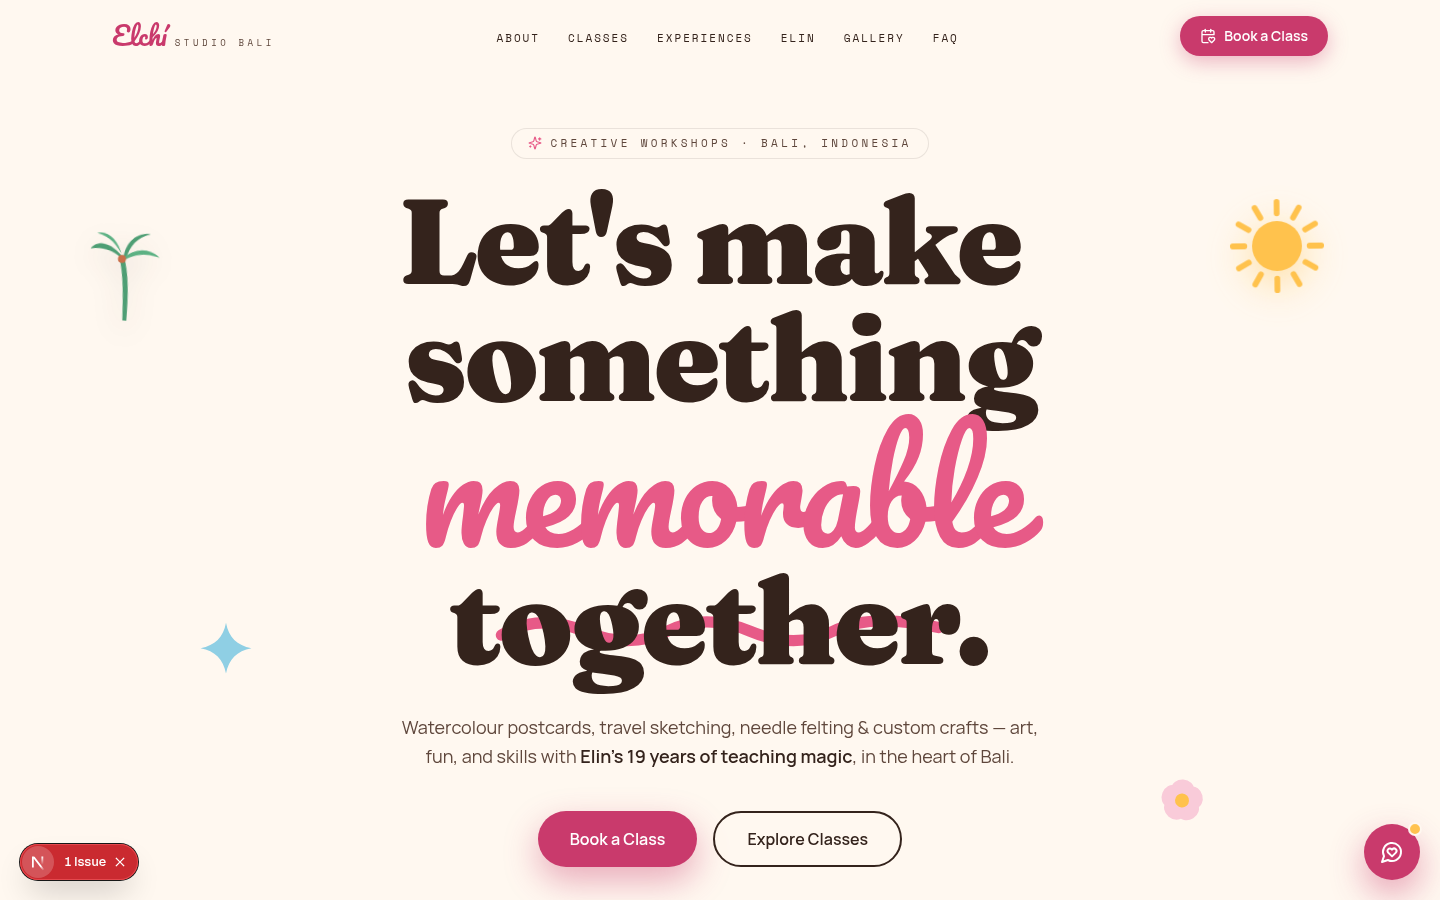 Elchí STUDIO BALI
ABOUT CLASSES EXPERIENCES ELIN GALLERY FAQ
Book a Class
CREATIVE WORKSHOPS · BALI, INDONESIA
Let's make
something
memorable
together.
Watercolour postcards, travel sketching, needle felting & custom crafts — art,
fun, and skills with Elin's 19 years of teaching magic, in the heart of Bali.
Book a Class
Explore Classes
N 1 Issue